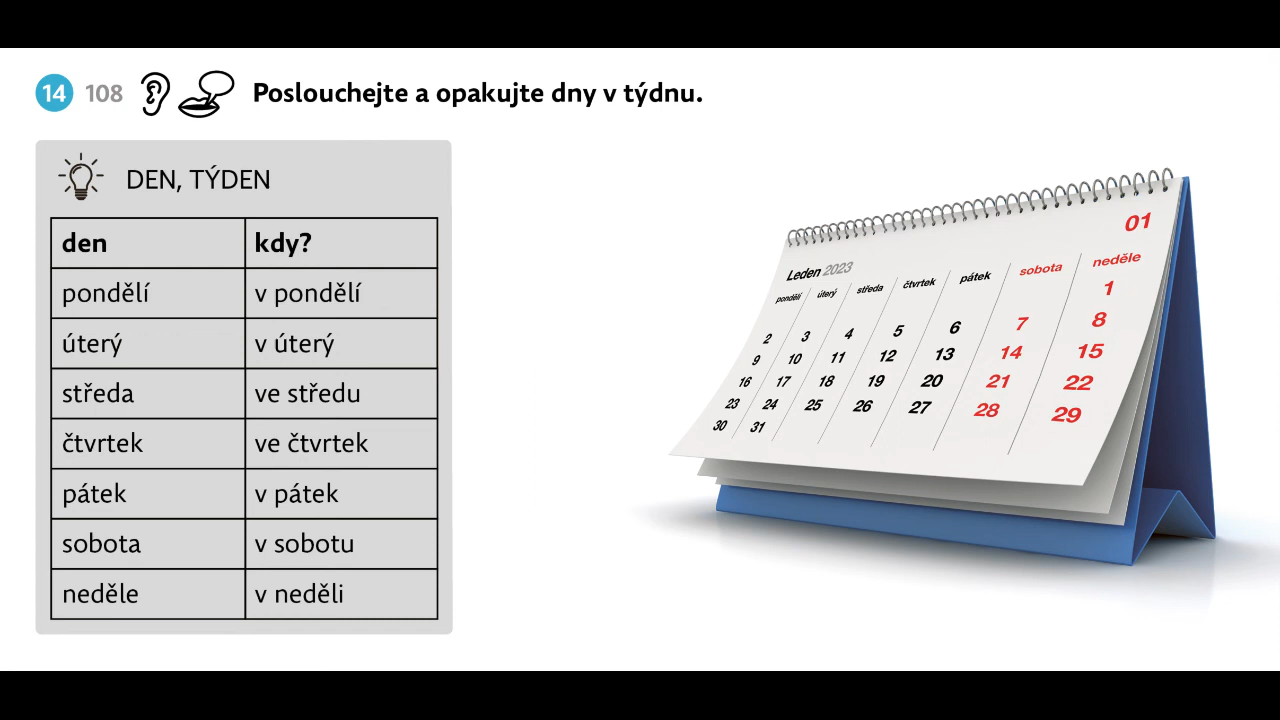 14 108 Poslouchejte a opakujte dny v týdnu.
DEN, TÝDEN
den kdy?
pondělí v pondělí
úterý v úterý
středa ve středu
čtvrtek ve čtvrtek
pátek v pátek
sobota v sobotu
neděle v neděli
01
Leden 2023
pondělí úterý středa čtvrtek pátek sobota neděle
1
2 3 4 5 6 7 8
9 10 11 12 13 14 15
16 17 18 19 20 21 22
23 24 25 26 27 28 29
30 31